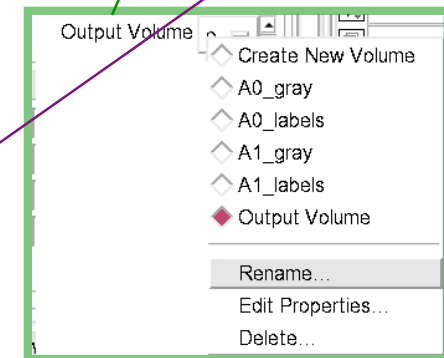 Output Volume
Create New Volume
A0_gray
A0_labels
A1_gray
A1_labels
Output Volume
Rename...
Edit Properties...
Delete...